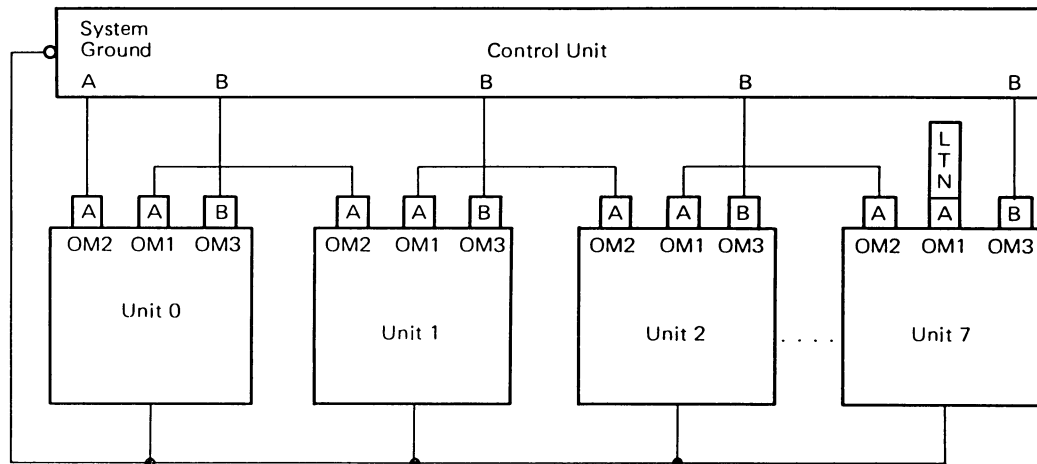 System
Ground
Control Unit
A B B B B
L
T
N
A A B A A B A A B A A B
OM2 OM1 OM3 OM2 OM1 OM3 OM2 OM1 OM3 OM2 OM1 OM3
Unit 0
Unit 1
Unit 2
. . . .
Unit 7